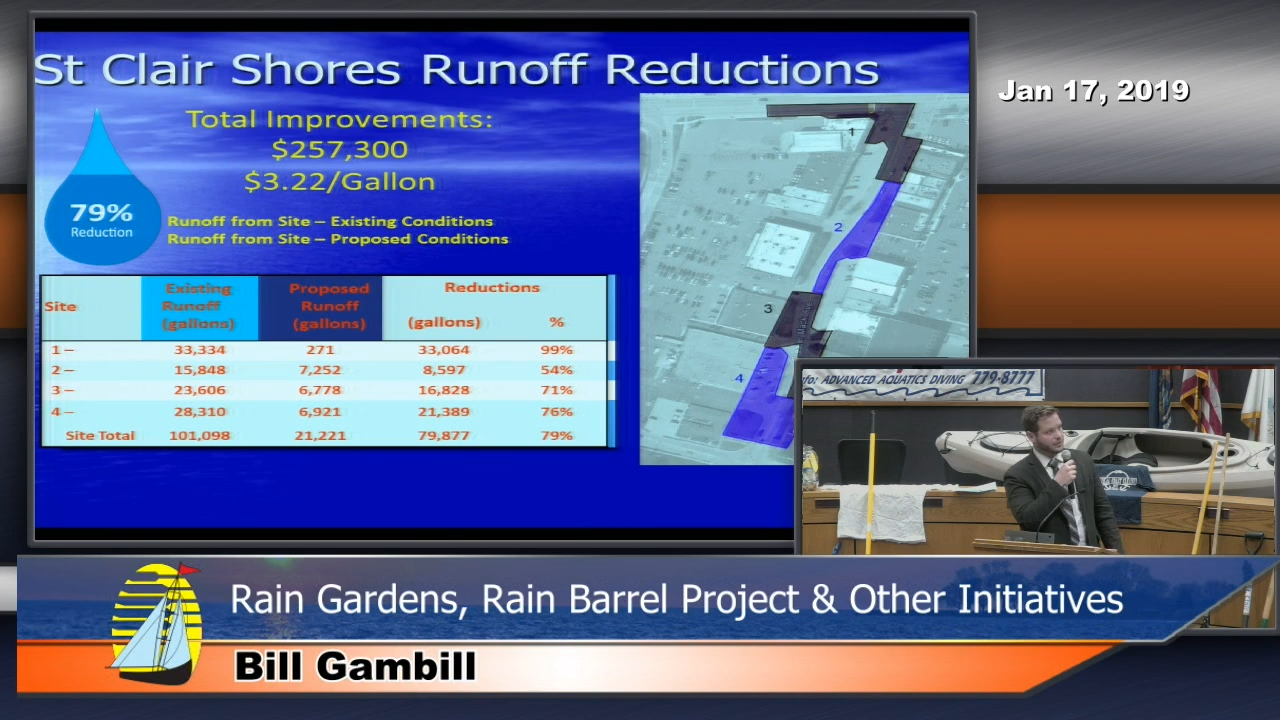 St Clair Shores Runoff Reductions
Jan 17, 2019
Total Improvements:
$257,300
$3.22/Gallon
79%
Reduction
Runoff from Site – Existing Conditions
Runoff from Site – Proposed Conditions
Site Existing Runoff (gallons) Proposed Runoff (gallons) Reductions (gallons) %
1 – 33,334 271 33,064 99%
2 – 15,848 7,252 8,597 54%
3 – 23,606 6,778 16,828 71%
4 – 28,310 6,921 21,389 76%
Site Total 101,098 21,221 79,877 79%
1
2
3
4
nfo: ADVANCED AQUATICS DIVING 779-8777
Rain Gardens, Rain Barrel Project & Other Initiatives
Bill Gambill